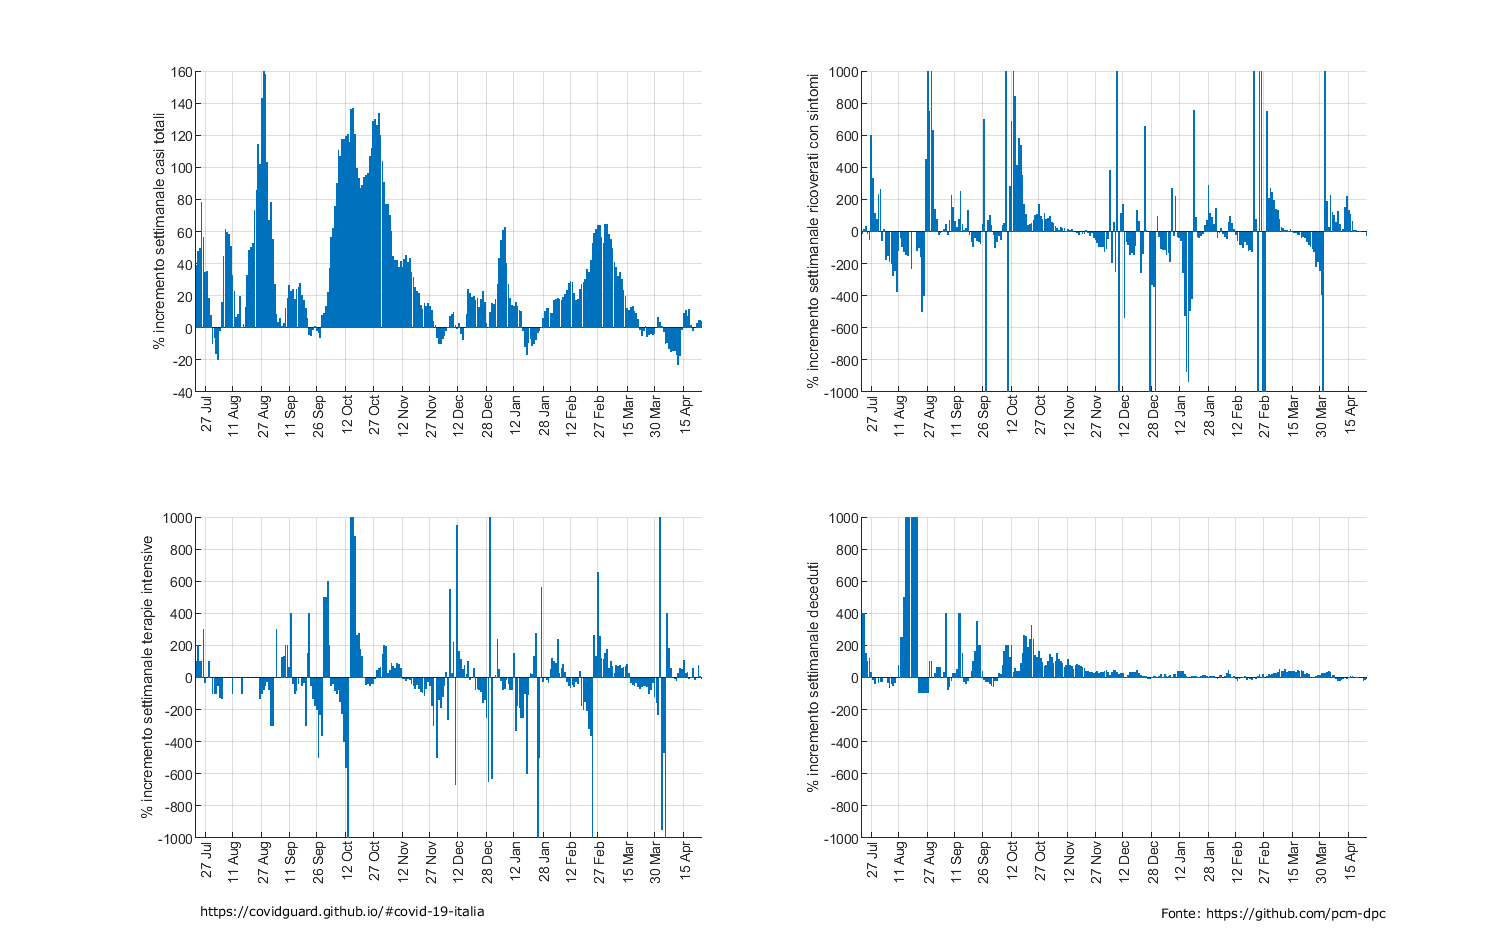 % incremento settimanale casi totali
160
140
120
100
80
60
40
20
0
-20
-40
27 Jul
11 Aug
27 Aug
11 Sep
26 Sep
12 Oct
27 Oct
12 Nov
27 Nov
12 Dec
28 Dec
12 Jan
28 Jan
12 Feb
27 Feb
15 Mar
30 Mar
15 Apr
% incremento settimanale ricoverati con sintomi
1000
800
600
400
200
0
-200
-400
-600
-800
-1000
27 Jul
11 Aug
27 Aug
11 Sep
26 Sep
12 Oct
27 Oct
12 Nov
27 Nov
12 Dec
28 Dec
12 Jan
28 Jan
12 Feb
27 Feb
15 Mar
30 Mar
15 Apr
% incremento settimanale terapie intensive
1000
800
600
400
200
0
-200
-400
-600
-800
-1000
27 Jul
11 Aug
27 Aug
11 Sep
26 Sep
12 Oct
27 Oct
12 Nov
27 Nov
12 Dec
28 Dec
12 Jan
28 Jan
12 Feb
27 Feb
15 Mar
30 Mar
15 Apr
% incremento settimanale deceduti
1000
800
600
400
200
0
-200
-400
-600
-800
-1000
27 Jul
11 Aug
27 Aug
11 Sep
26 Sep
12 Oct
27 Oct
12 Nov
27 Nov
12 Dec
28 Dec
12 Jan
28 Jan
12 Feb
27 Feb
15 Mar
30 Mar
15 Apr
https://covidguard.github.io/#covid-19-italia
Fonte: https://github.com/pcm-dpc